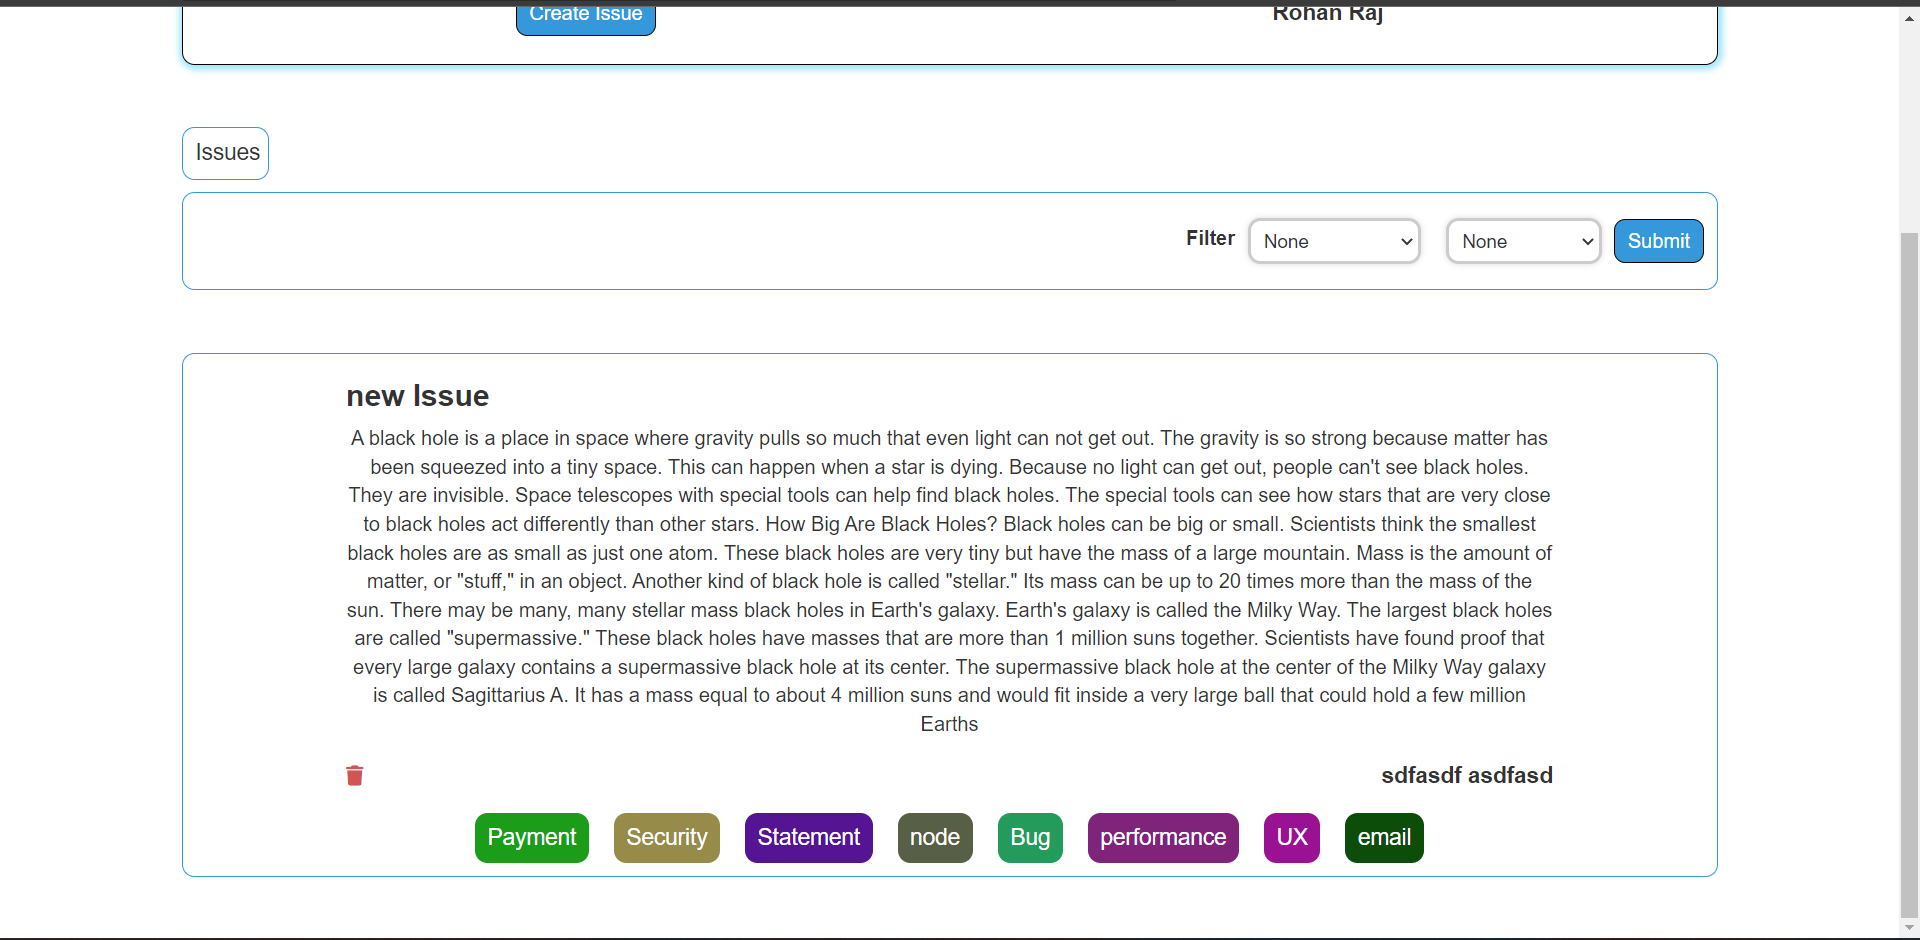 Create Issue
Rohan Raj
Issues
Filter None None Submit
new Issue
A black hole is a place in space where gravity pulls so much that even light can not get out. The gravity is so strong because matter has
been squeezed into a tiny space. This can happen when a star is dying. Because no light can get out, people can't see black holes.
They are invisible. Space telescopes with special tools can help find black holes. The special tools can see how stars that are very close
to black holes act differently than other stars. How Big Are Black Holes? Black holes can be big or small. Scientists think the smallest
black holes are as small as just one atom. These black holes are very tiny but have the mass of a large mountain. Mass is the amount of
matter, or "stuff," in an object. Another kind of black hole is called "stellar." Its mass can be up to 20 times more than the mass of the
sun. There may be many, many stellar mass black holes in Earth's galaxy. Earth's galaxy is called the Milky Way. The largest black holes
are called "supermassive." These black holes have masses that are more than 1 million suns together. Scientists have found proof that
every large galaxy contains a supermassive black hole at its center. The supermassive black hole at the center of the Milky Way galaxy
is called Sagittarius A. It has a mass equal to about 4 million suns and would fit inside a very large ball that could hold a few million
Earths
sdfasdf asdfasd
Payment Security Statement node Bug performance UX email